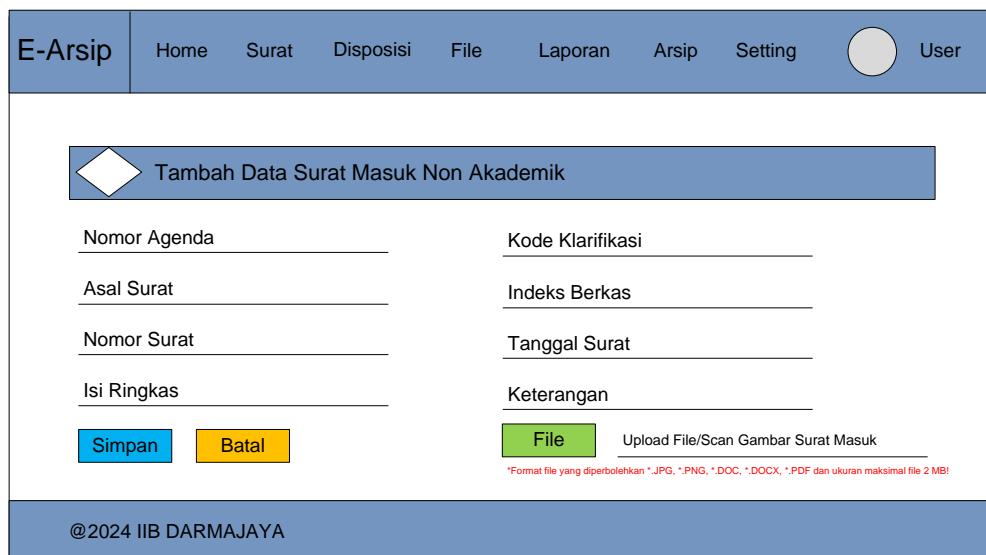 E-Arsip Home Surat Disposisi File Laporan Arsip Setting User
Tambah Data Surat Masuk Non Akademik
Nomor Agenda
Kode Klarifikasi
Asal Surat
Indeks Berkas
Nomor Surat
Tanggal Surat
Isi Ringkas
Keterangan
Simpan Batal
File Upload File/Scan Gambar Surat Masuk
*Format file yang diperbolehkan *.JPG, *.PNG, *.DOC, *.DOCX, *.PDF dan ukuran maksimal file 2 MB!
@2024 IIB DARMAJAYA